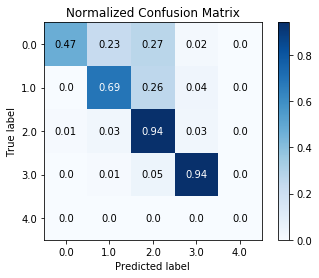 Normalized Confusion Matrix
0.0 0.47 0.23 0.27 0.02 0.0
1.0 0.0 0.69 0.26 0.04 0.0
2.0 0.01 0.03 0.94 0.03 0.0
3.0 0.0 0.01 0.05 0.94 0.0
4.0 0.0 0.0 0.0 0.0 0.0
0.0 1.0 2.0 3.0 4.0
True label
Predicted label
0.8
0.6
0.4
0.2
0.0